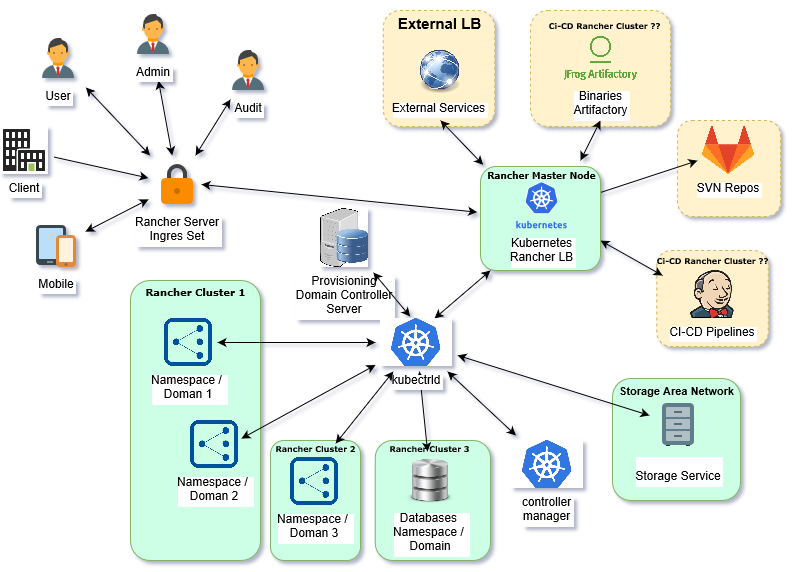 External LB
External Services
Ci-CD Rancher Cluster ??
JFrog Artifactory
Binaries
Artifactory
User
Admin
Audit
Client
Mobile
Rancher Server
Ingres Set
Rancher Master Node
kubernetes
Kubernetes
Rancher LB
SVN Repos
Ci-CD Rancher Cluster ??
CI-CD Pipelines
Provisioning
Domain Controller
Server
kubectrld
Rancher Cluster 1
Namespace /
Doman 1
Namespace /
Doman 2
Rancher Cluster 2
Namespace /
Doman 3
Rancher Cluster 3
Databases
Namespace /
Domain
controller
manager
Storage Area Network
Storage Service